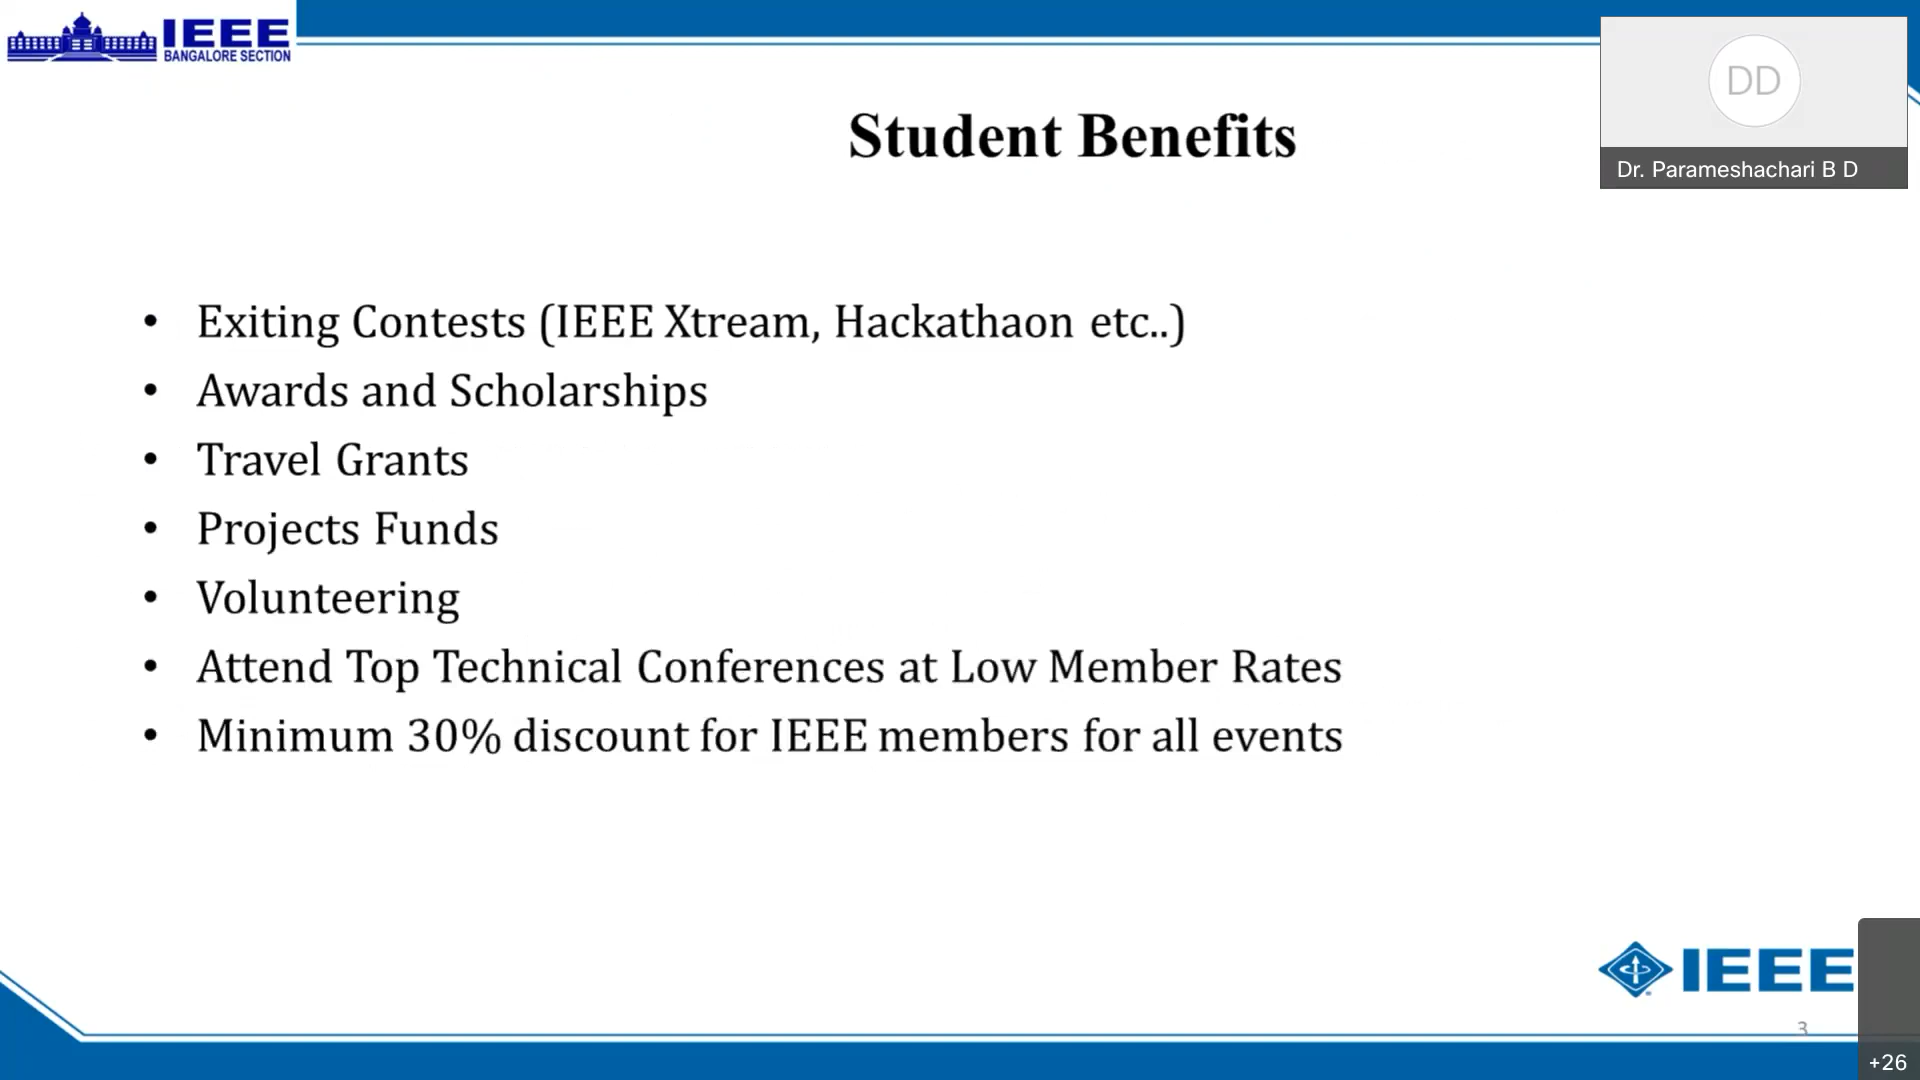 IEEE
BANGALORE SECTION
DD
Dr. Parameshachari B D
Student Benefits
• Exiting Contests (IEEE Xtream, Hackathaon etc..)
• Awards and Scholarships
• Travel Grants
• Projects Funds
• Volunteering
• Attend Top Technical Conferences at Low Member Rates
• Minimum 30% discount for IEEE members for all events
IEEE
3
+26